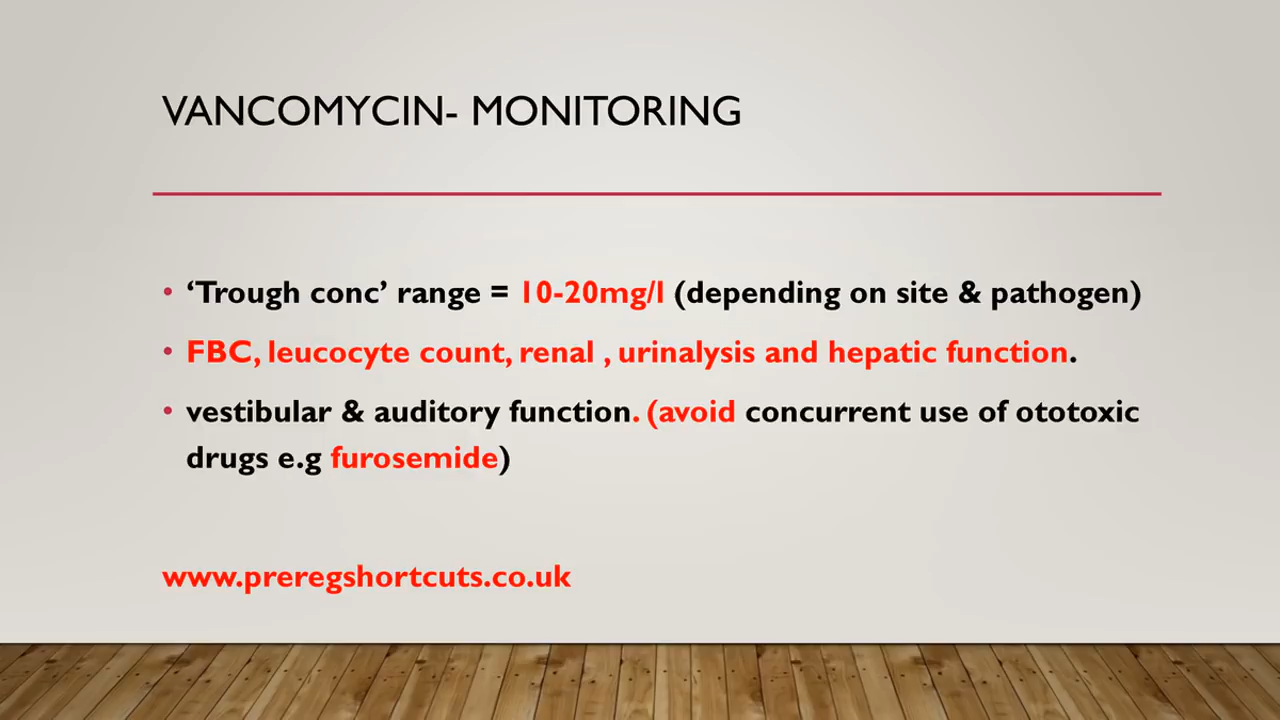 VANCOMYCIN- MONITORING
• ‘Trough conc’ range = 10-20mg/l (depending on site & pathogen)
• FBC, leucocyte count, renal , urinalysis and hepatic function.
• vestibular & auditory function. (avoid concurrent use of ototoxic
drugs e.g furosemide)
www.preregshortcuts.co.uk